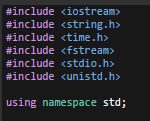 #include <iostream>
#include <string.h>
#include <time.h>
#include <fstream>
#include <stdio.h>
#include <unistd.h>
using namespace std;